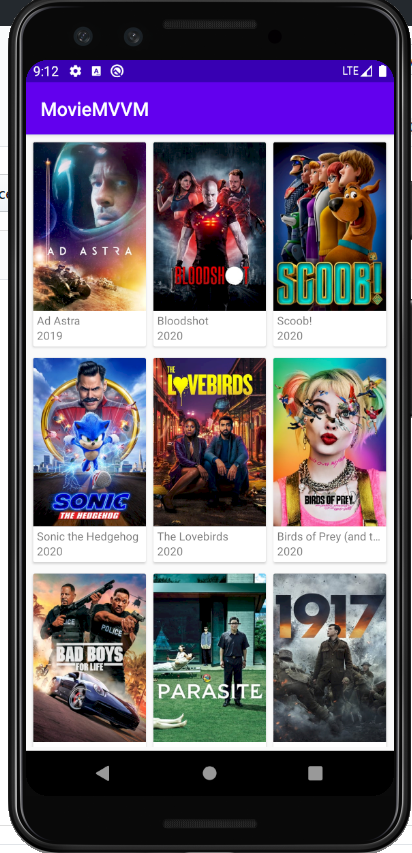 9:12
LTE
MovieMVVM
AD ASTRA
BLOODSH T
SCOOB!
Ad Astra
2019
Bloodshot
2020
Scoob!
2020
SONIC
THE HEDGEHOG
THE
LOVEBIRDS
BIRDS OF PREY
Sonic the Hedgehog
2020
The Lovebirds
2020
Birds of Prey (and t...
2020
POLICE
POLICE
BAD BOYS
FOR LIFE
PARASITE
1917